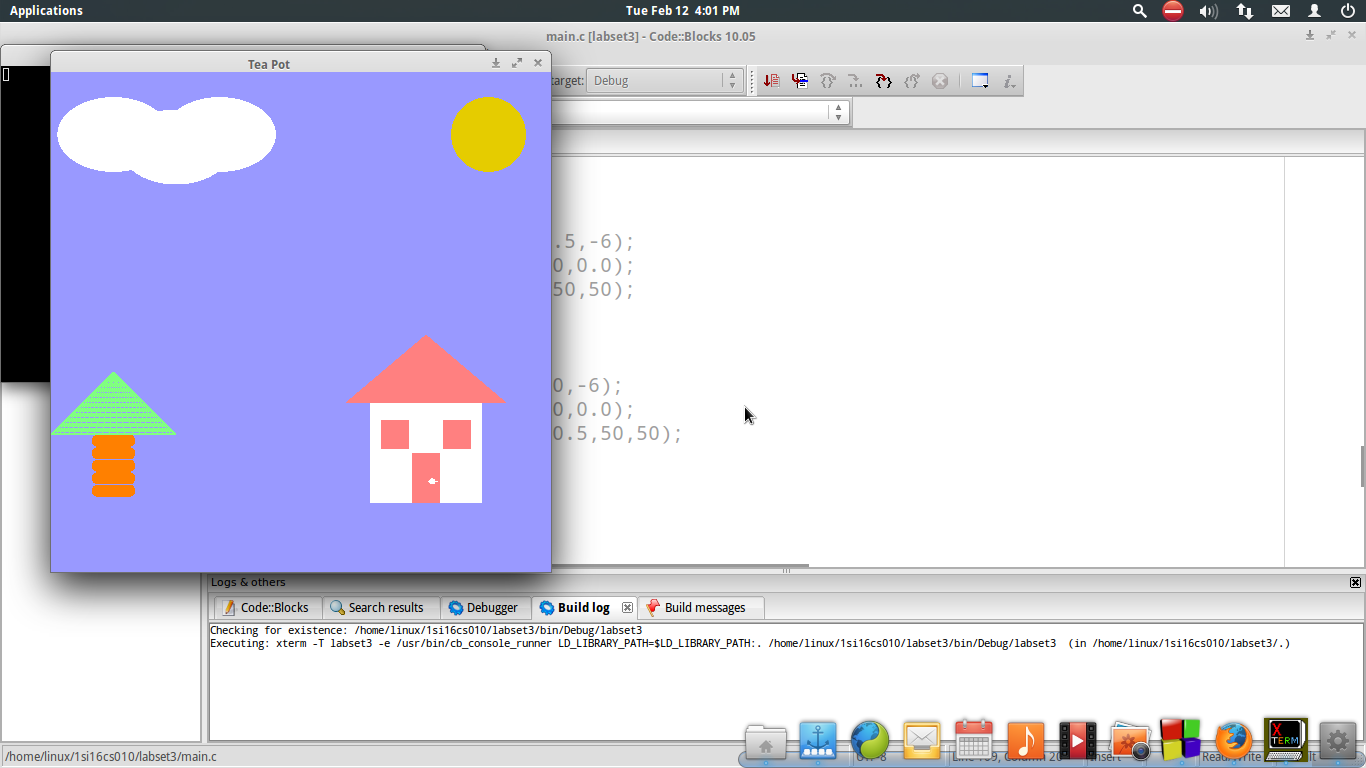 Applications
Tue Feb 12 4:01 PM
main.c [labset3] - Code::Blocks 10.05
Tea Pot
target:
Debug
.5,-6);
0,0.0);
50,50);
0,-6);
0,0.0);
0.5,50,50);
Logs & others
Code::Blocks
Search results
Debugger
Build log
Build messages
Checking for existence: /home/linux/1si16cs010/labset3/bin/Debug/labset3
Executing: xterm -T labset3 -e /usr/bin/cb_console_runner LD_LIBRARY_PATH=$LD_LIBRARY_PATH:. /home/linux/1si16cs010/labset3/bin/Debug/labset3  (in /home/linux/1si16cs010/labset3/.)
X
TERM
/home/linux/1si16cs010/labset3/main.c
Read/Write